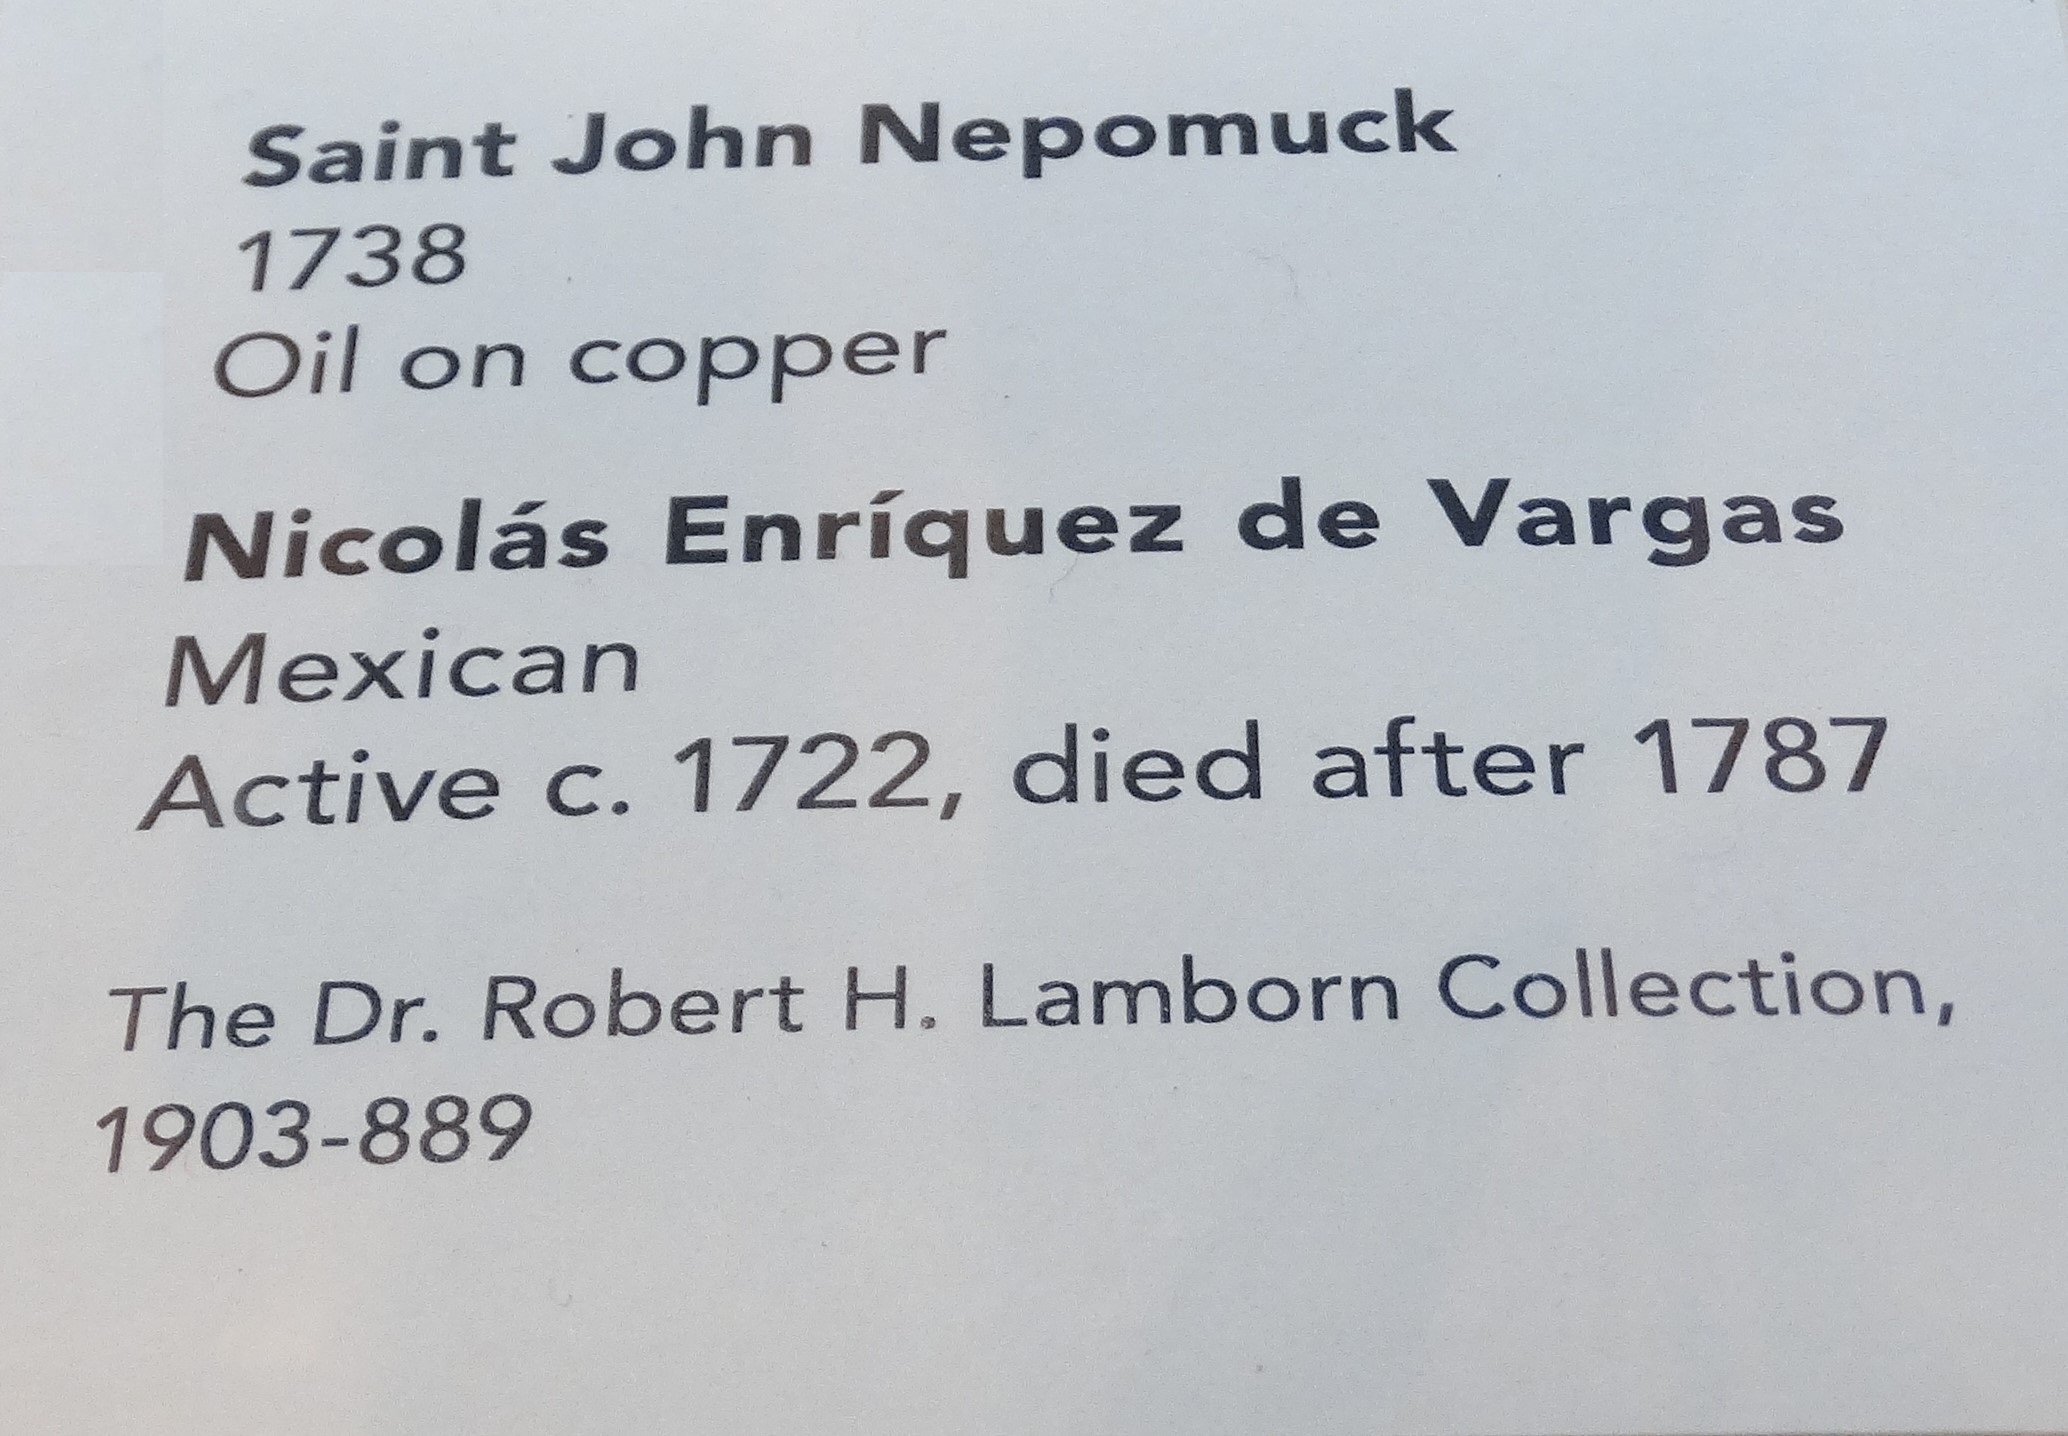 Saint John Nepomuck
1738
Oil on copper
Nicolás Enríquez de Vargas
Mexican
Active c. 1722, died after 1787
The Dr. Robert H. Lamborn Collection,
1903-889